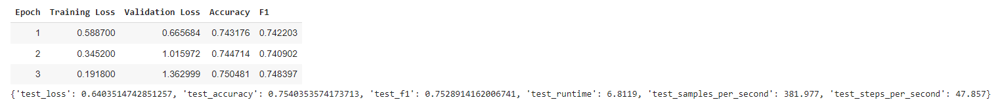 Epoch Training Loss Validation Loss Accuracy F1
1 0.588700 0.665684 0.743176 0.742203
2 0.345200 1.015972 0.744714 0.740902
3 0.191800 1.362999 0.750481 0.748397
{'test_loss': 0.6403514742851257, 'test_accuracy': 0.7540353574173713, 'test_f1': 0.7528914162006741, 'test_runtime': 6.8119, 'test_samples_per_second': 381.977, 'test_steps_per_second': 47.857}